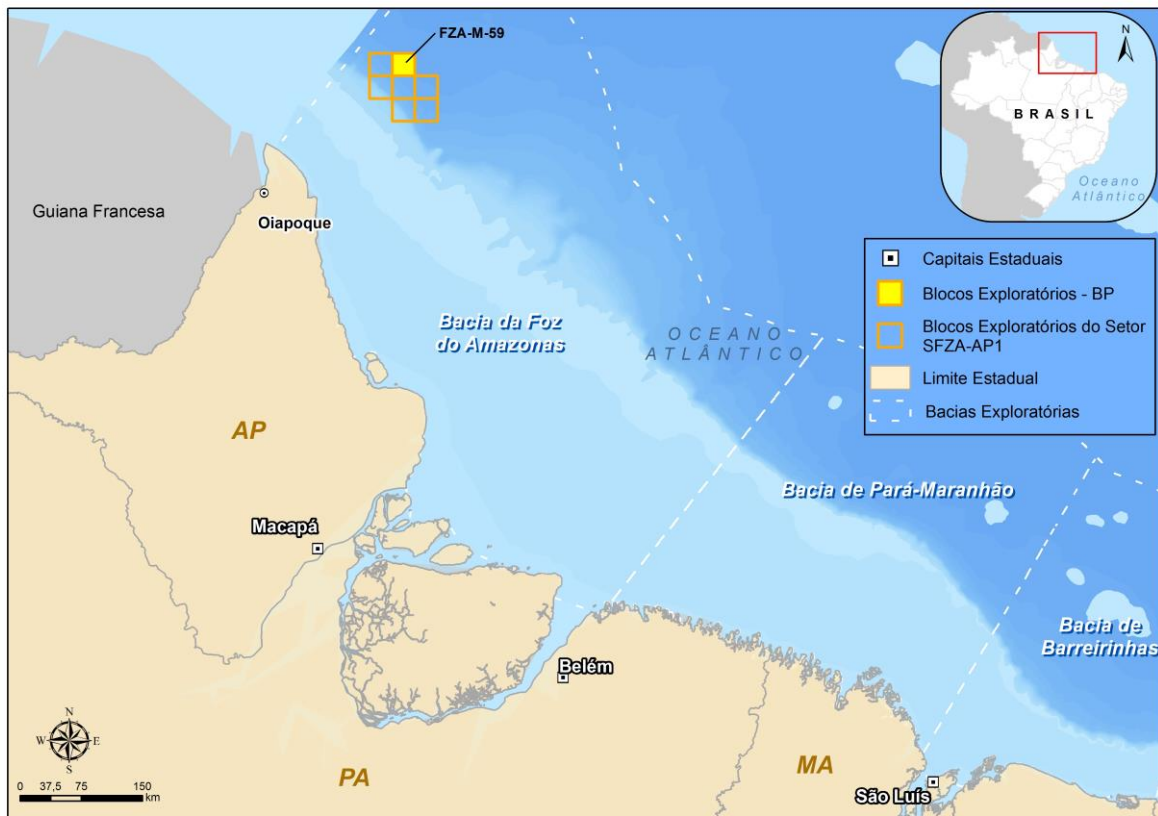 FZA-M-59
N
BRASIL
Oceano
Atlântico
Guiana Francesa
Oiapoque
Capitais Estaduais
Blocos Exploratórios - BP
Blocos Exploratórios do Setor
SFZA-AP1
Limite Estadual
Bacias Exploratórias
Bacia da Foz
do Amazonas
OCEANO
ATLÂNTICO
AP
Bacia de Pará-Maranhão
Macapá
Bacia de
Barreirinhas
Belém
N
W E
S
PA
MA
São Luís
0 37,5 75 150
km